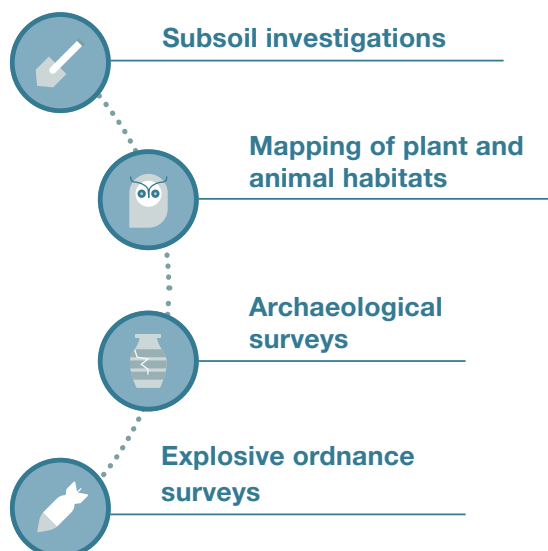 Subsoil investigations
Mapping of plant and
animal habitats
Archaeological
surveys
Explosive ordnance
surveys